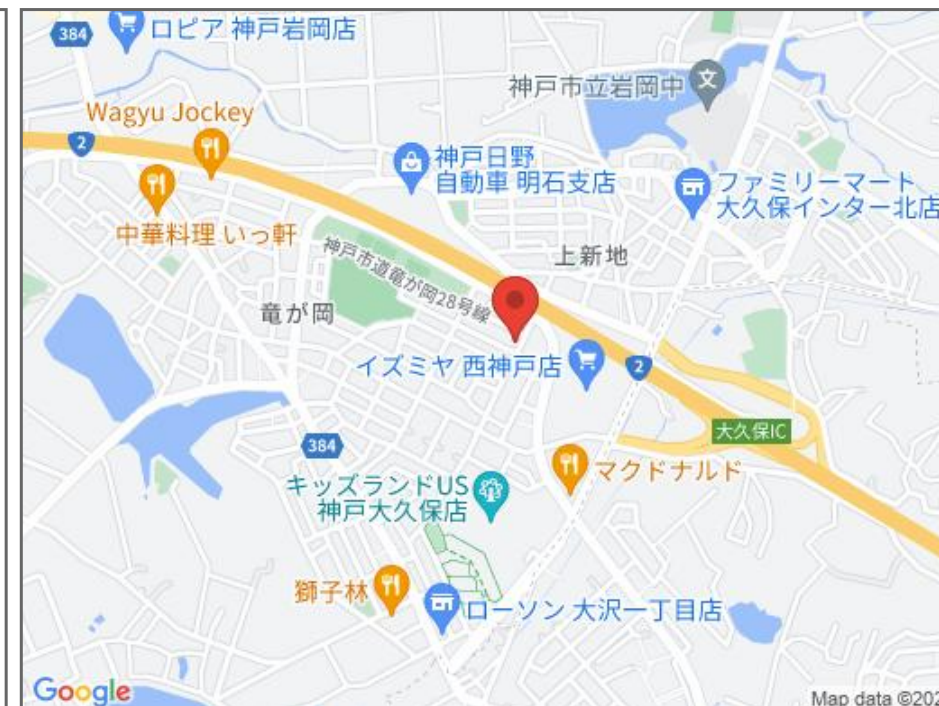 384
ロピア 神戸岩岡店
神戸市立岩岡中
文
Wagyu Jockey
2
神戸日野
自動車 明石支店
ファミリーマート
大久保インター北店
中華料理 いっ軒
上新地
神戸市道竜が岡28号線
竜が岡
イズミヤ 西神戸店
2
大久保IC
384
マクドナルド
キッズランドUS
神戸大久保店
獅子林
ローソン 大沢一丁目店
Google
Map data ©202